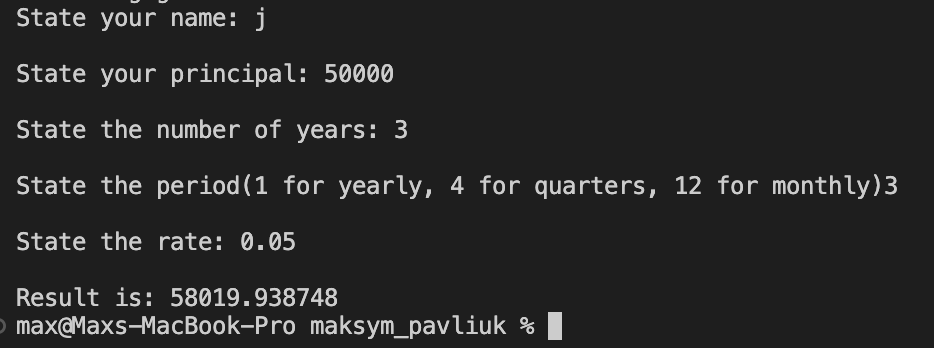 State your name: j
State your principal: 50000
State the number of years: 3
State the period(1 for yearly, 4 for quarters, 12 for monthly)3
State the rate: 0.05
Result is: 58019.938748
max@Maxs-MacBook-Pro maksym_pavliuk %